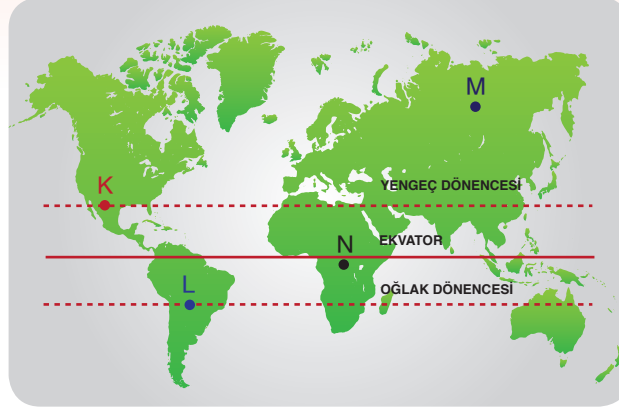 M
K
YENGEÇ DÖNENCESİ
N
EKVATOR
L
OĞLAK DÖNENCESİ